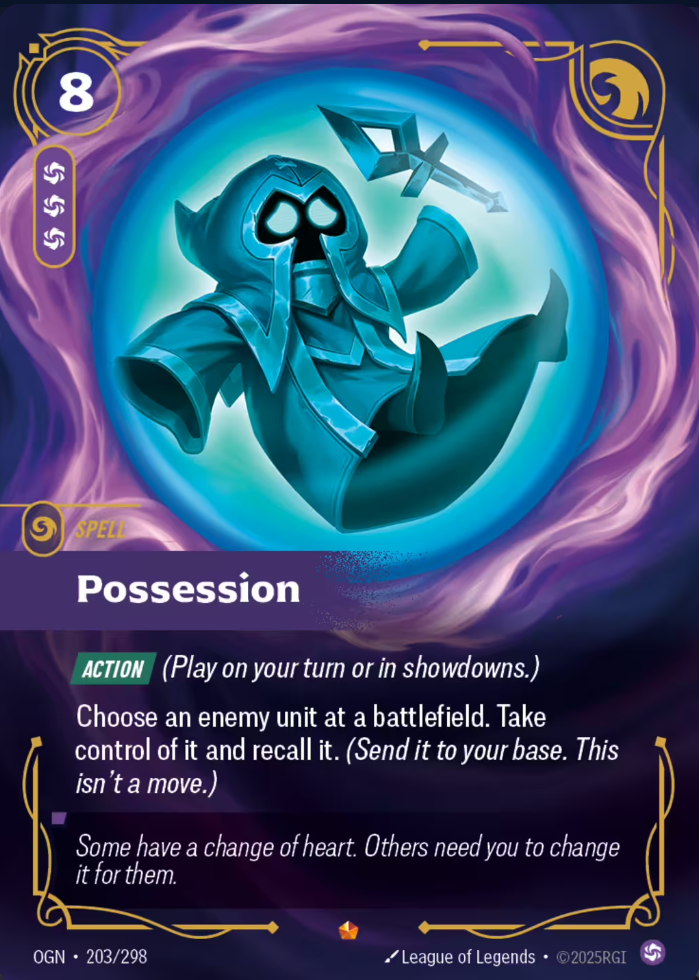 8
SPELL
Possession
ACTION (Play on your turn or in showdowns.)
Choose an enemy unit at a battlefield. Take
control of it and recall it. (Send it to your base. This
isn't a move.)
Some have a change of heart. Others need you to change
it for them.
OGN • 203/298
League of Legends • ©2025RGI